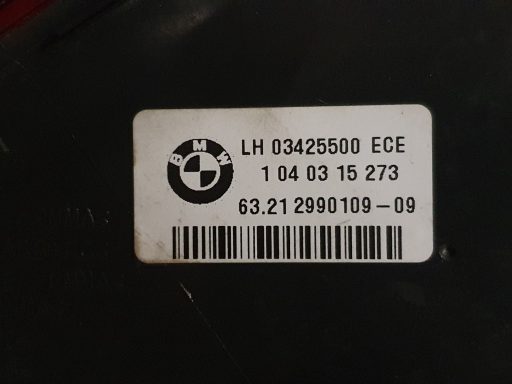 BMW
LH 03425500 ECE
1 04 03 15 273
63.21 2990109-09